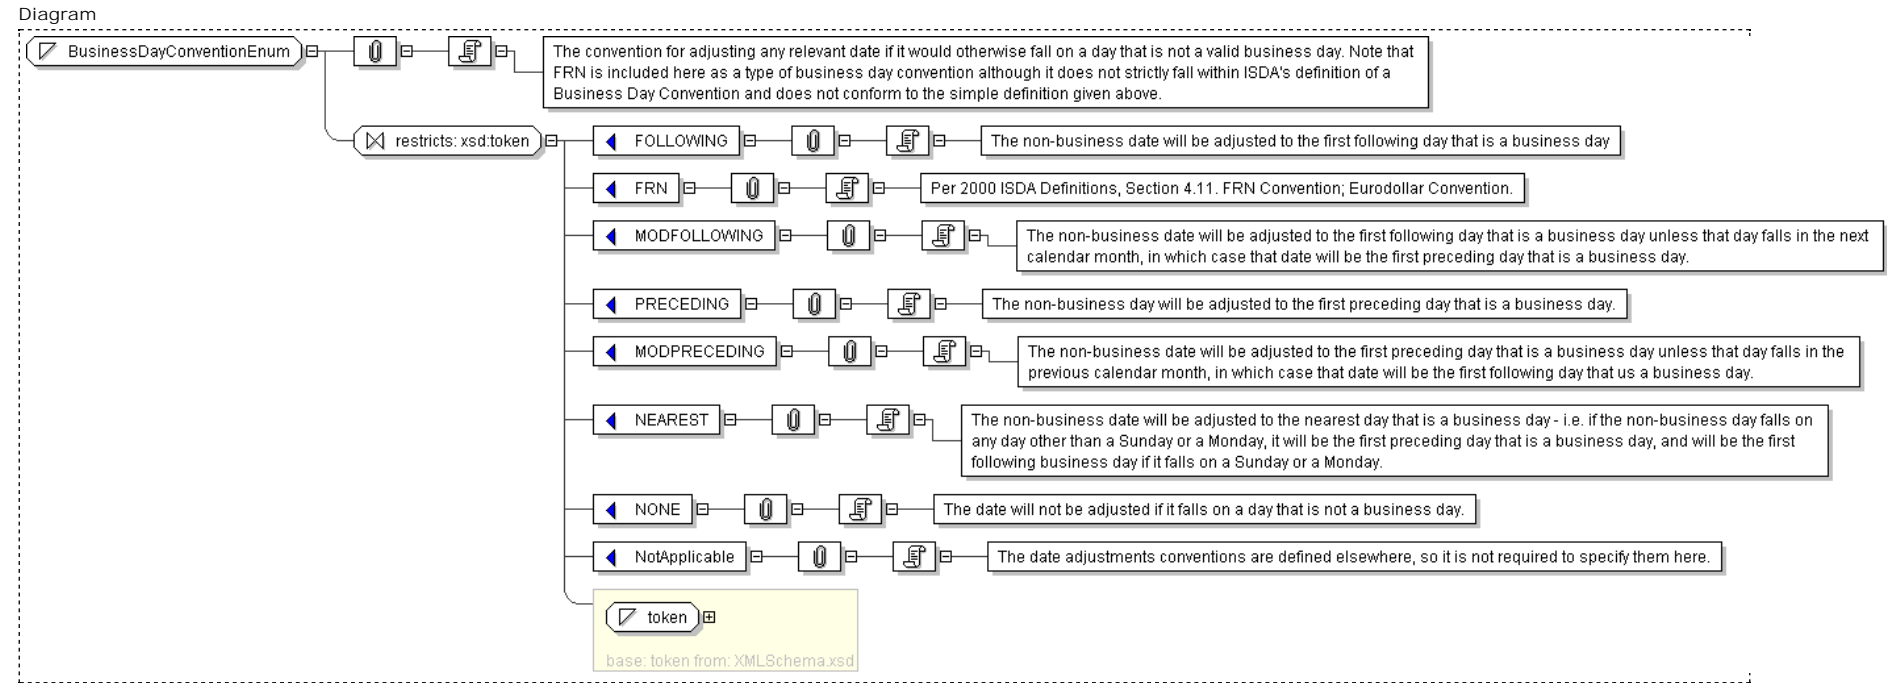 Diagram
BusinessDayConventionEnum
The convention for adjusting any relevant date if it would otherwise fall on a day that is not a valid business day. Note that
FRN is included here as a type of business day convention although it does not strictly fall within ISDA's definition of a
Business Day Convention and does not conform to the simple definition given above.
restricts: xsd:token
FOLLOWING
The non-business date will be adjusted to the first following day that is a business day
FRN
Per 2000 ISDA Definitions, Section 4.11. FRN Convention; Eurodollar Convention.
MODFOLLOWING
The non-business date will be adjusted to the first following day that is a business day unless that day falls in the next
calendar month, in which case that date will be the first preceding day that is a business day.
PRECEDING
The non-business day will be adjusted to the first preceding day that is a business day.
MODPRECEDING
The non-business date will be adjusted to the first preceding day that is a business day unless that day falls in the
previous calendar month, in which case that date will be the first following day that us a business day.
NEAREST
The non-business date will be adjusted to the nearest day that is a business day - i.e. if the non-business day falls on
any day other than a Sunday or a Monday, it will be the first preceding day that is a business day, and will be the first
following business day if it falls on a Sunday or a Monday.
NONE
The date will not be adjusted if it falls on a day that is not a business day.
NotApplicable
The date adjustments conventions are defined elsewhere, so it is not required to specify them here.
token
base: token from: XMLSchema.xsd